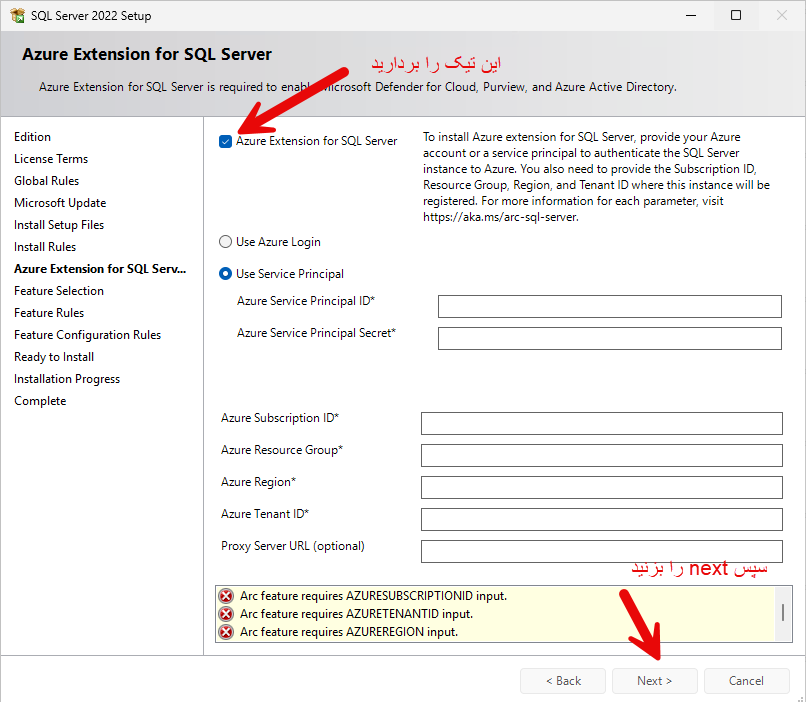 SQL Server 2022 Setup
Azure Extension for SQL Server
این تیک را بردارید
Azure Extension for SQL Server is required to enable Microsoft Defender for Cloud, Purview, and Azure Active Directory.
Edition
License Terms
Global Rules
Microsoft Update
Install Setup Files
Install Rules
Azure Extension for SQL Serv...
Feature Selection
Feature Rules
Feature Configuration Rules
Ready to Install
Installation Progress
Complete
Azure Extension for SQL Server
To install Azure extension for SQL Server, provide your Azure
account or a service principal to authenticate the SQL Server
instance to Azure. You also need to provide the Subscription ID,
Resource Group, Region, and Tenant ID where this instance will be
registered. For more information for each parameter, visit
https://aka.ms/arc-sql-server.
Use Azure Login
Use Service Principal
Azure Service Principal ID*
Azure Service Principal Secret*
Azure Subscription ID*
Azure Resource Group*
Azure Region*
Azure Tenant ID*
Proxy Server URL (optional)
سپس next را بزنید
Arc feature requires AZURESUBSCRIPTIONID input.
Arc feature requires AZURETENANTID input.
Arc feature requires AZUREREGION input.
< Back
Next >
Cancel